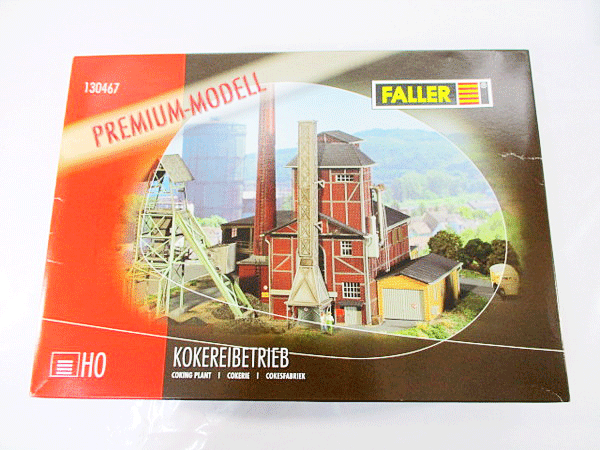 130467
PREMIUM-MODELL
FALLER
HO
KOKEREIBETRIEB
COKING PLANT | COKERIE | COKESFABRIEK